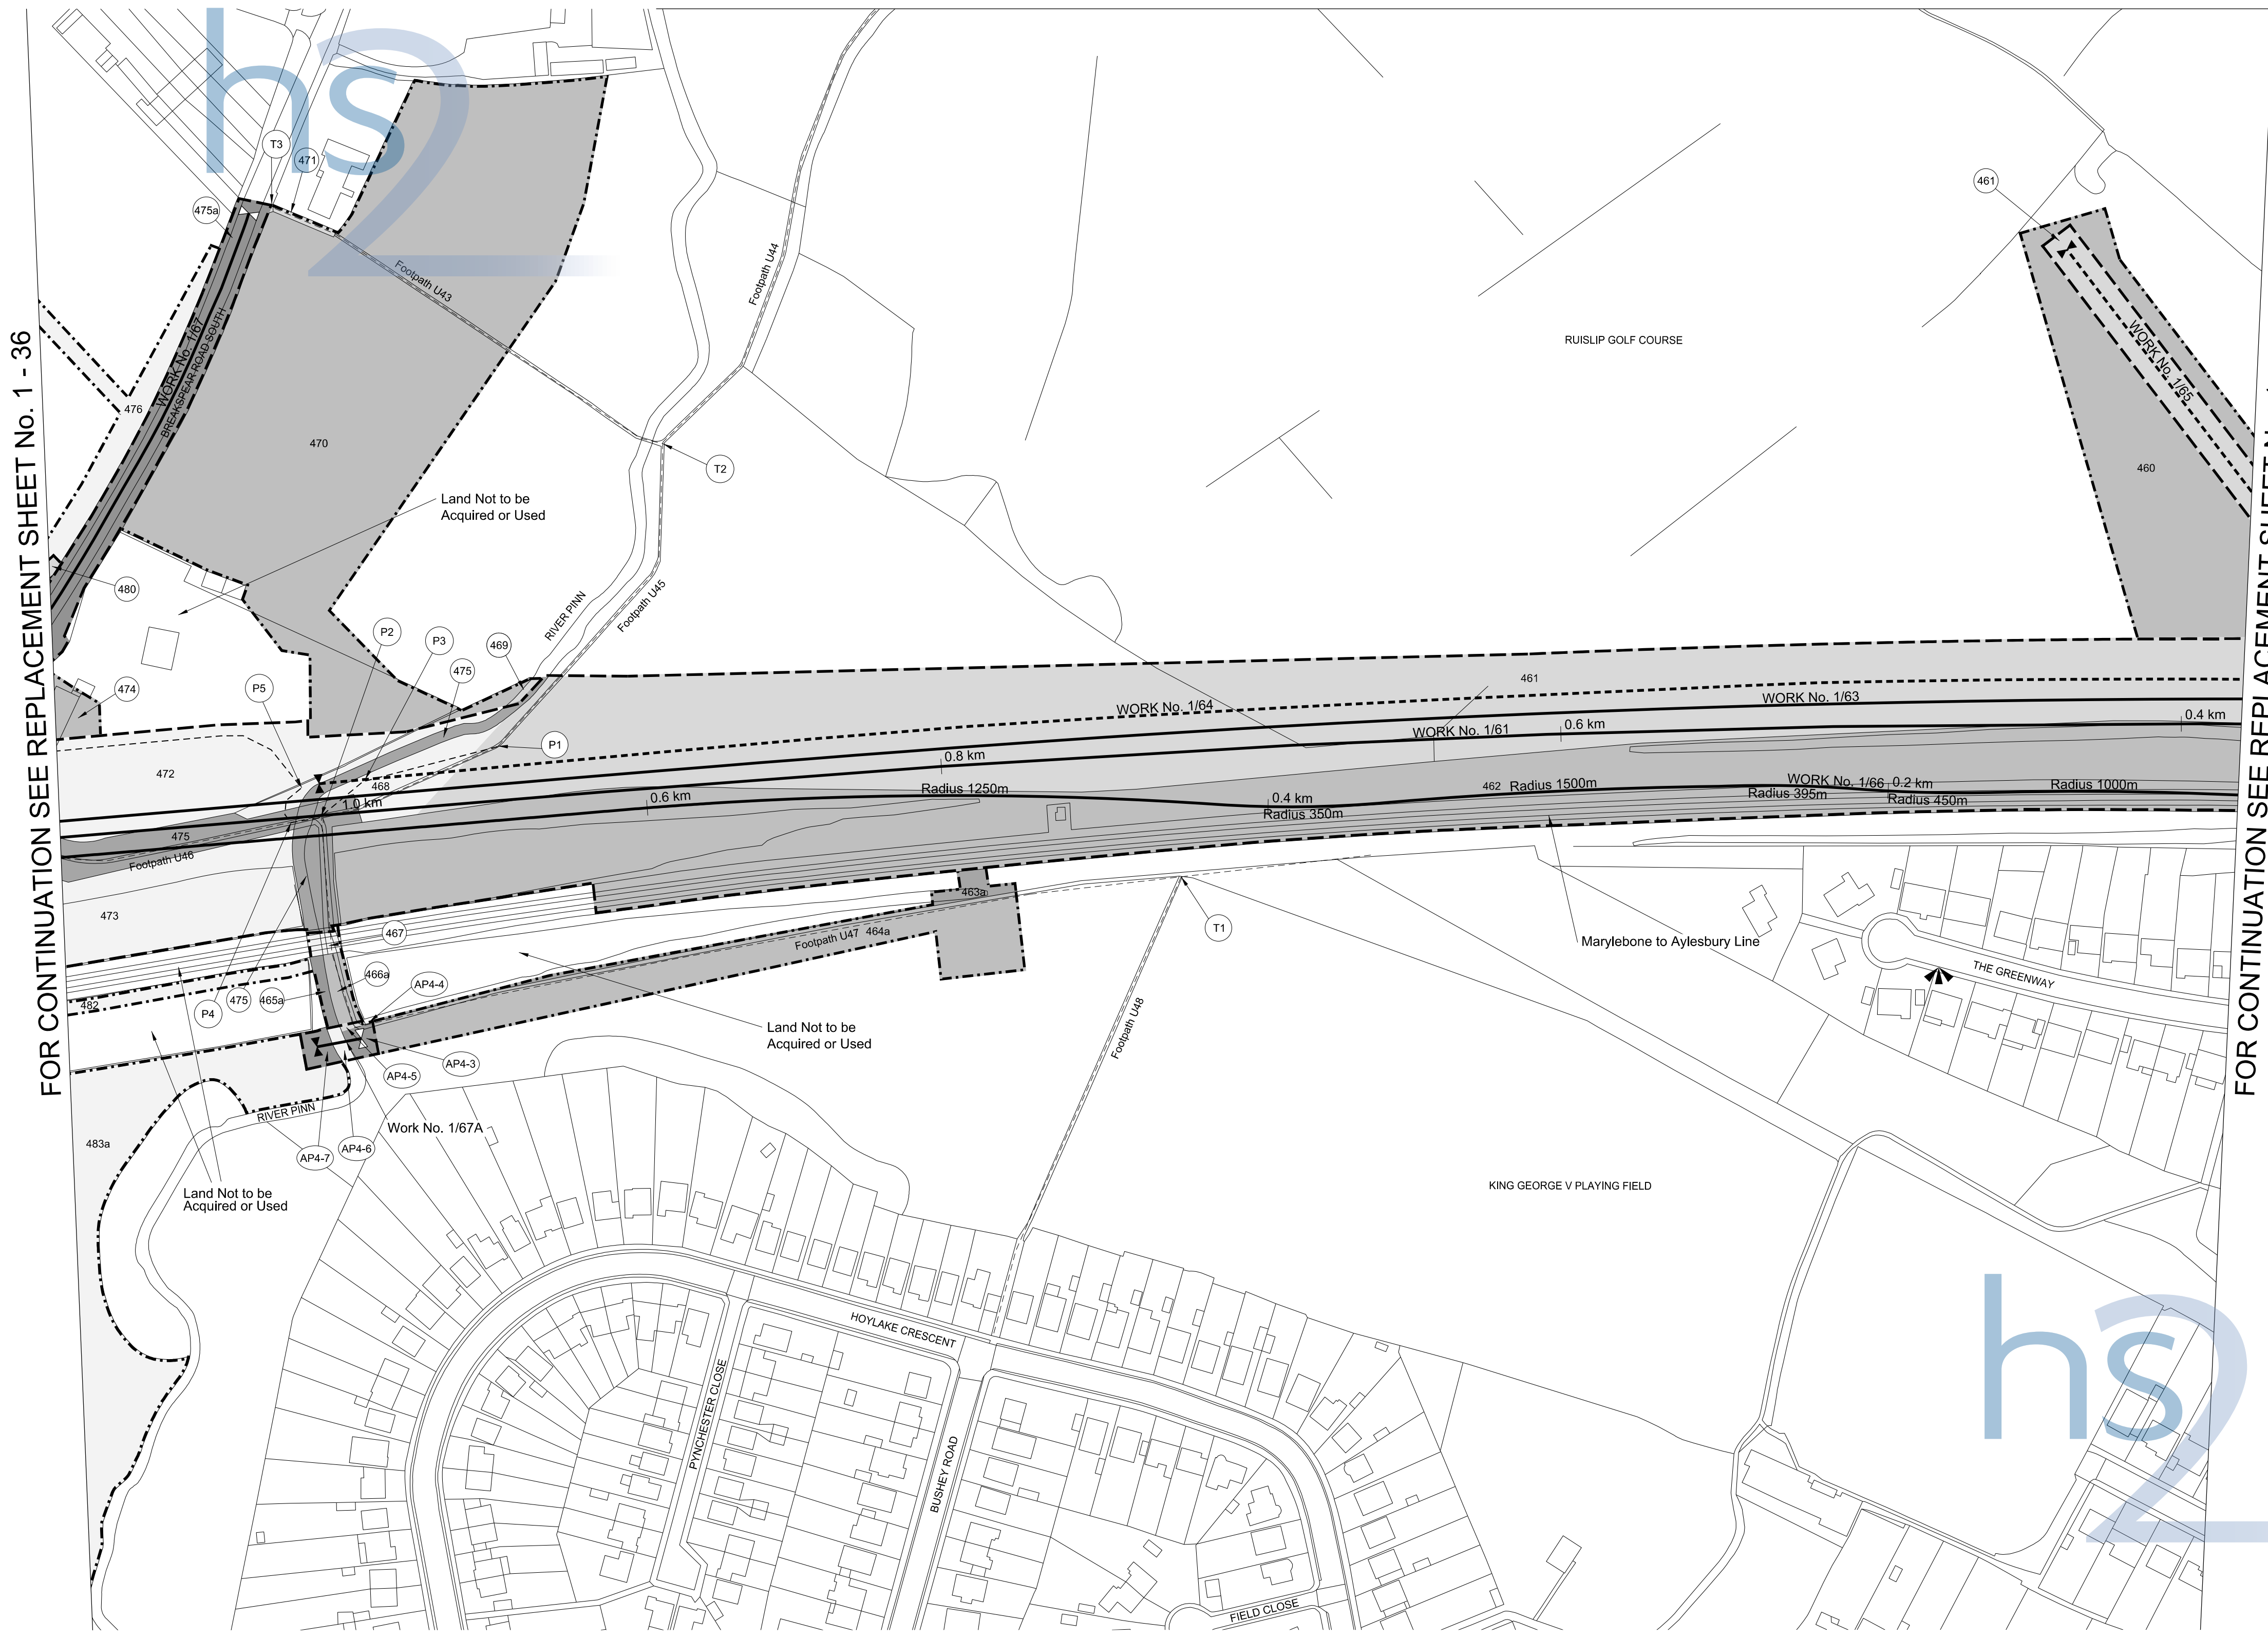 hs2
T3
471
475a
461
FOR CONTINUATION SEE REPLACEMENT SHEET No. 1 - 36
Footpath U43
Footpath U44
RUISLIP GOLF COURSE
WORK No. 1/67
BREAKSPEAR ROAD SOUTH
WORK No. 1/65
476
470
T2
460
Land Not to be
Acquired or Used
480
RIVER PINN
Footpath U45
P2
P3
469
475
P5
474
461
WORK No. 1/64
WORK No. 1/63
WORK No. 1/61
0.6 km
0.4 km
P1
472
468
0.8 km
1.0 km
0.6 km
Radius 1250m
0.4 km
Radius 350m
462
Radius 1500m
WORK No. 1/66
0.2 km
Radius 395m
Radius 450m
Radius 1000m
475
Footpath U46
473
463a
467
Footpath U47
464a
T1
Marylebone to Aylesbury Line
THE GREENWAY
466a
AP4-4
482
P4
475
465a
Land Not to be
Acquired or Used
Footpath U48
AP4-3
AP4-5
RIVER PINN
Work No. 1/67A
483a
AP4-7
AP4-6
Land Not to be
Acquired or Used
KING GEORGE V PLAYING FIELD
HOYLAKE CRESCENT
PYNCHESTER CLOSE
BUSHEY ROAD
FIELD CLOSE
FOR CONTINUATION SEE REPLACEMENT SHEET
hs2